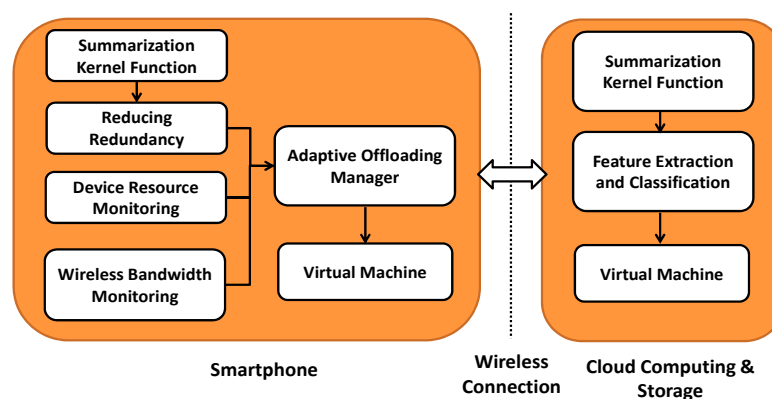 Summarization
Kernel Function
Reducing
Redundancy
Device Resource
Monitoring
Wireless Bandwidth
Monitoring
Adaptive Offloading
Manager
Virtual Machine
Summarization
Kernel Function
Feature Extraction
and Classification
Virtual Machine
Smartphone
Wireless
Connection
Cloud Computing &
Storage